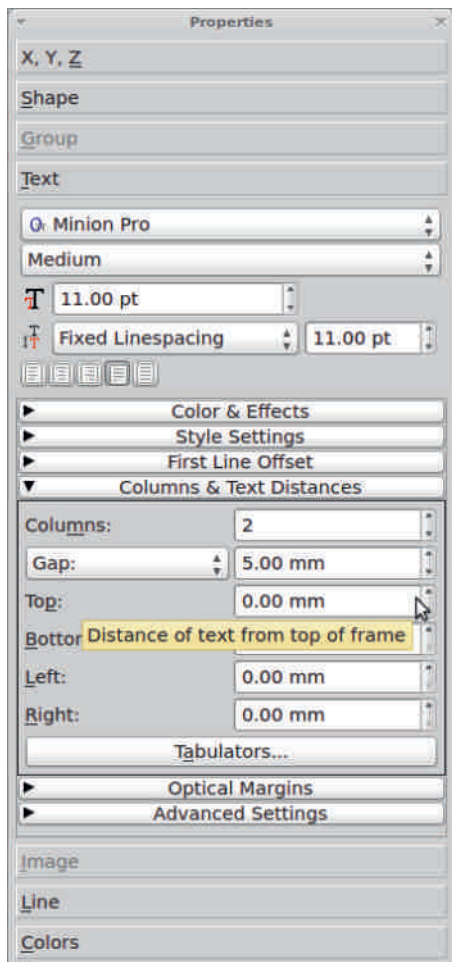 Properties
X, Y, Z
Shape
Group
Text
Minion Pro
Medium
11.00 pt
Fixed Linespacing 11.00 pt
Color & Effects
Style Settings
First Line Offset
Columns & Text Distances
Columns: 2
Gap: 5.00 mm
Top: 0.00 mm
Distance of text from top of frame
Left: 0.00 mm
Right: 0.00 mm
Tabulators...
Optical Margins
Advanced Settings
Image
Line
Colors